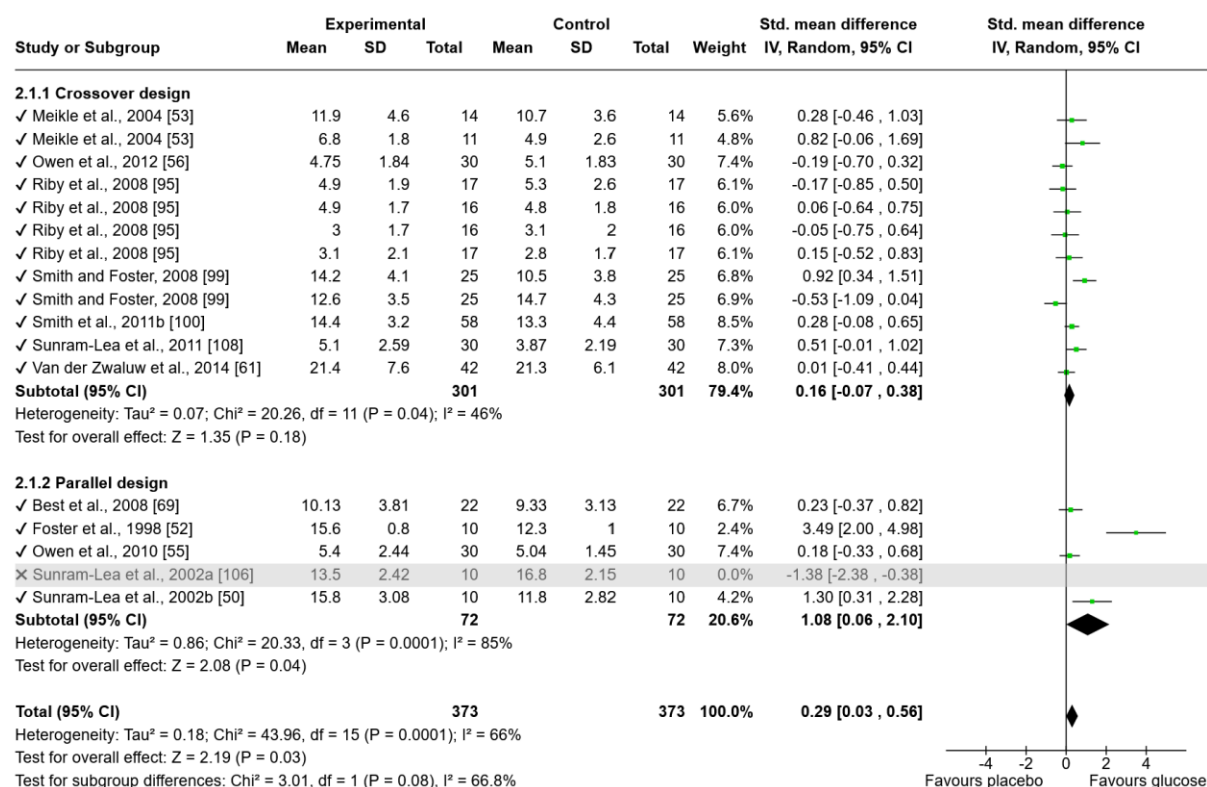 Experimental Control Std. mean difference Std. mean difference
Study or Subgroup Mean SD Total Mean SD Total Weight IV, Random, 95% CI IV, Random, 95% CI
2.1.1 Crossover design
✓ Meikle et al., 2004 [53] 11.9 4.6 14 10.7 3.6 14 5.6% 0.28 [-0.46 , 1.03]
✓ Meikle et al., 2004 [53] 6.8 1.8 11 4.9 2.6 11 4.8% 0.82 [-0.06 , 1.69]
✓ Owen et al., 2012 [56] 4.75 1.84 30 5.1 1.83 30 7.4% -0.19 [-0.70 , 0.32]
✓ Riby et al., 2008 [95] 4.9 1.9 17 5.3 2.6 17 6.1% -0.17 [-0.85 , 0.50]
✓ Riby et al., 2008 [95] 4.9 1.7 16 4.8 1.8 16 6.0% 0.06 [-0.64 , 0.75]
✓ Riby et al., 2008 [95] 3 1.7 16 3.1 2 16 6.0% -0.05 [-0.75 , 0.64]
✓ Riby et al., 2008 [95] 3.1 2.1 17 2.8 1.7 17 6.1% 0.15 [-0.52 , 0.83]
✓ Smith and Foster, 2008 [99] 14.2 4.1 25 10.5 3.8 25 6.8% 0.92 [0.34 , 1.51]
✓ Smith and Foster, 2008 [99] 12.6 3.5 25 14.7 4.3 25 6.9% -0.53 [-1.09 , 0.04]
✓ Smith et al., 2011b [100] 14.4 3.2 58 13.3 4.4 58 8.5% 0.28 [-0.08 , 0.65]
✓ Sunram-Lea et al., 2011 [108] 5.1 2.59 30 3.87 2.19 30 7.3% 0.51 [-0.01 , 1.02]
✓ Van der Zwaluw et al., 2014 [61] 21.4 7.6 42 21.3 6.1 42 8.0% 0.01 [-0.41 , 0.44]
Subtotal (95% CI) 301 301 79.4% 0.16 [-0.07 , 0.38]
Heterogeneity: Tau² = 0.07; Chi² = 20.26, df = 11 (P = 0.04); I² = 46%
Test for overall effect: Z = 1.35 (P = 0.18)
2.1.2 Parallel design
✓ Best et al., 2008 [69] 10.13 3.81 22 9.33 3.13 22 6.7% 0.23 [-0.37 , 0.82]
✓ Foster et al., 1998 [52] 15.6 0.8 10 12.3 1 10 2.4% 3.49 [2.00 , 4.98]
✓ Owen et al., 2010 [55] 5.4 2.44 30 5.04 1.45 30 7.4% 0.18 [-0.33 , 0.68]
✕ Sunram-Lea et al., 2002a [106] 13.5 2.42 10 16.8 2.15 10 0.0% -1.38 [-2.38 , -0.38]
✓ Sunram-Lea et al., 2002b [50] 15.8 3.08 10 11.8 2.82 10 4.2% 1.30 [0.31 , 2.28]
Subtotal (95% CI) 72 72 20.6% 1.08 [0.06 , 2.10]
Heterogeneity: Tau² = 0.86; Chi² = 20.33, df = 3 (P = 0.0001); I² = 85%
Test for overall effect: Z = 2.08 (P = 0.04)
Total (95% CI) 373 373 100.0% 0.29 [0.03 , 0.56]
Heterogeneity: Tau² = 0.18; Chi² = 43.96, df = 15 (P = 0.0001); I² = 66%
Test for overall effect: Z = 2.19 (P = 0.03)
-4 -2 0 2 4
Test for subgroup differences: Chi² = 3.01, df = 1 (P = 0.08), I² = 66.8% Favours placebo Favours glucose